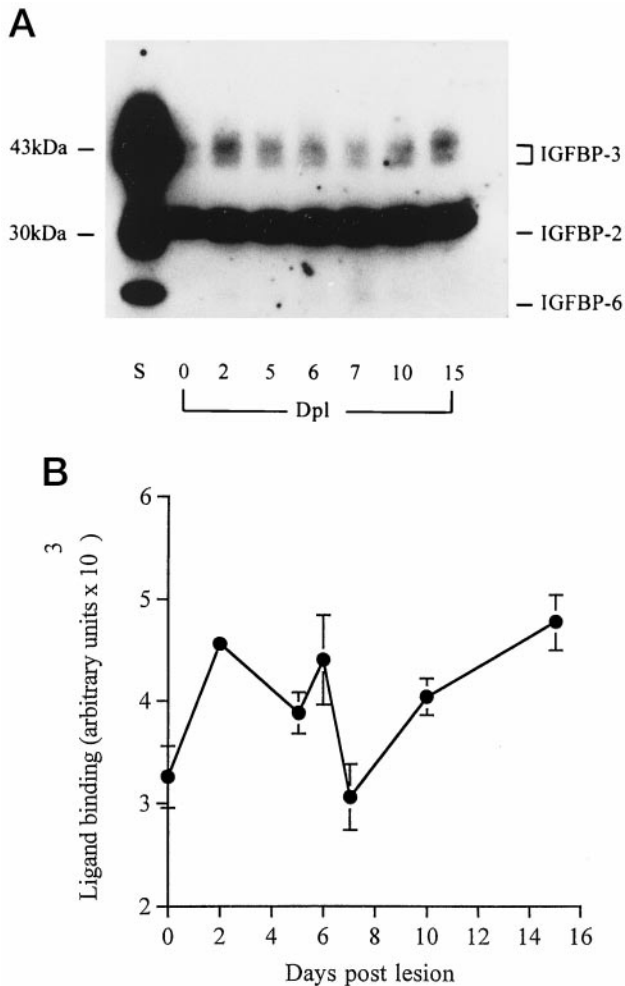 A
43kDa
IGFBP-3
30kDa
IGFBP-2
IGFBP-6
S 0 2 5 6 7 10 15
Dpl
B
6
5
4
3
2
Ligand binding (arbitrary units x 10 3)
0 2 4 6 8 10 12 14 16
Days post lesion